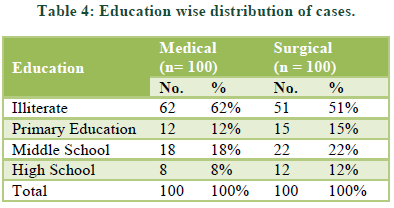 Table 4: Education wise distribution of cases.
Education Medical (n= 100) Surgical (n = 100)
No. % No. %
Illiterate 62 62% 51 51%
Primary Education 12 12% 15 15%
Middle School 18 18% 22 22%
High School 8 8% 12 12%
Total 100 100% 100 100%